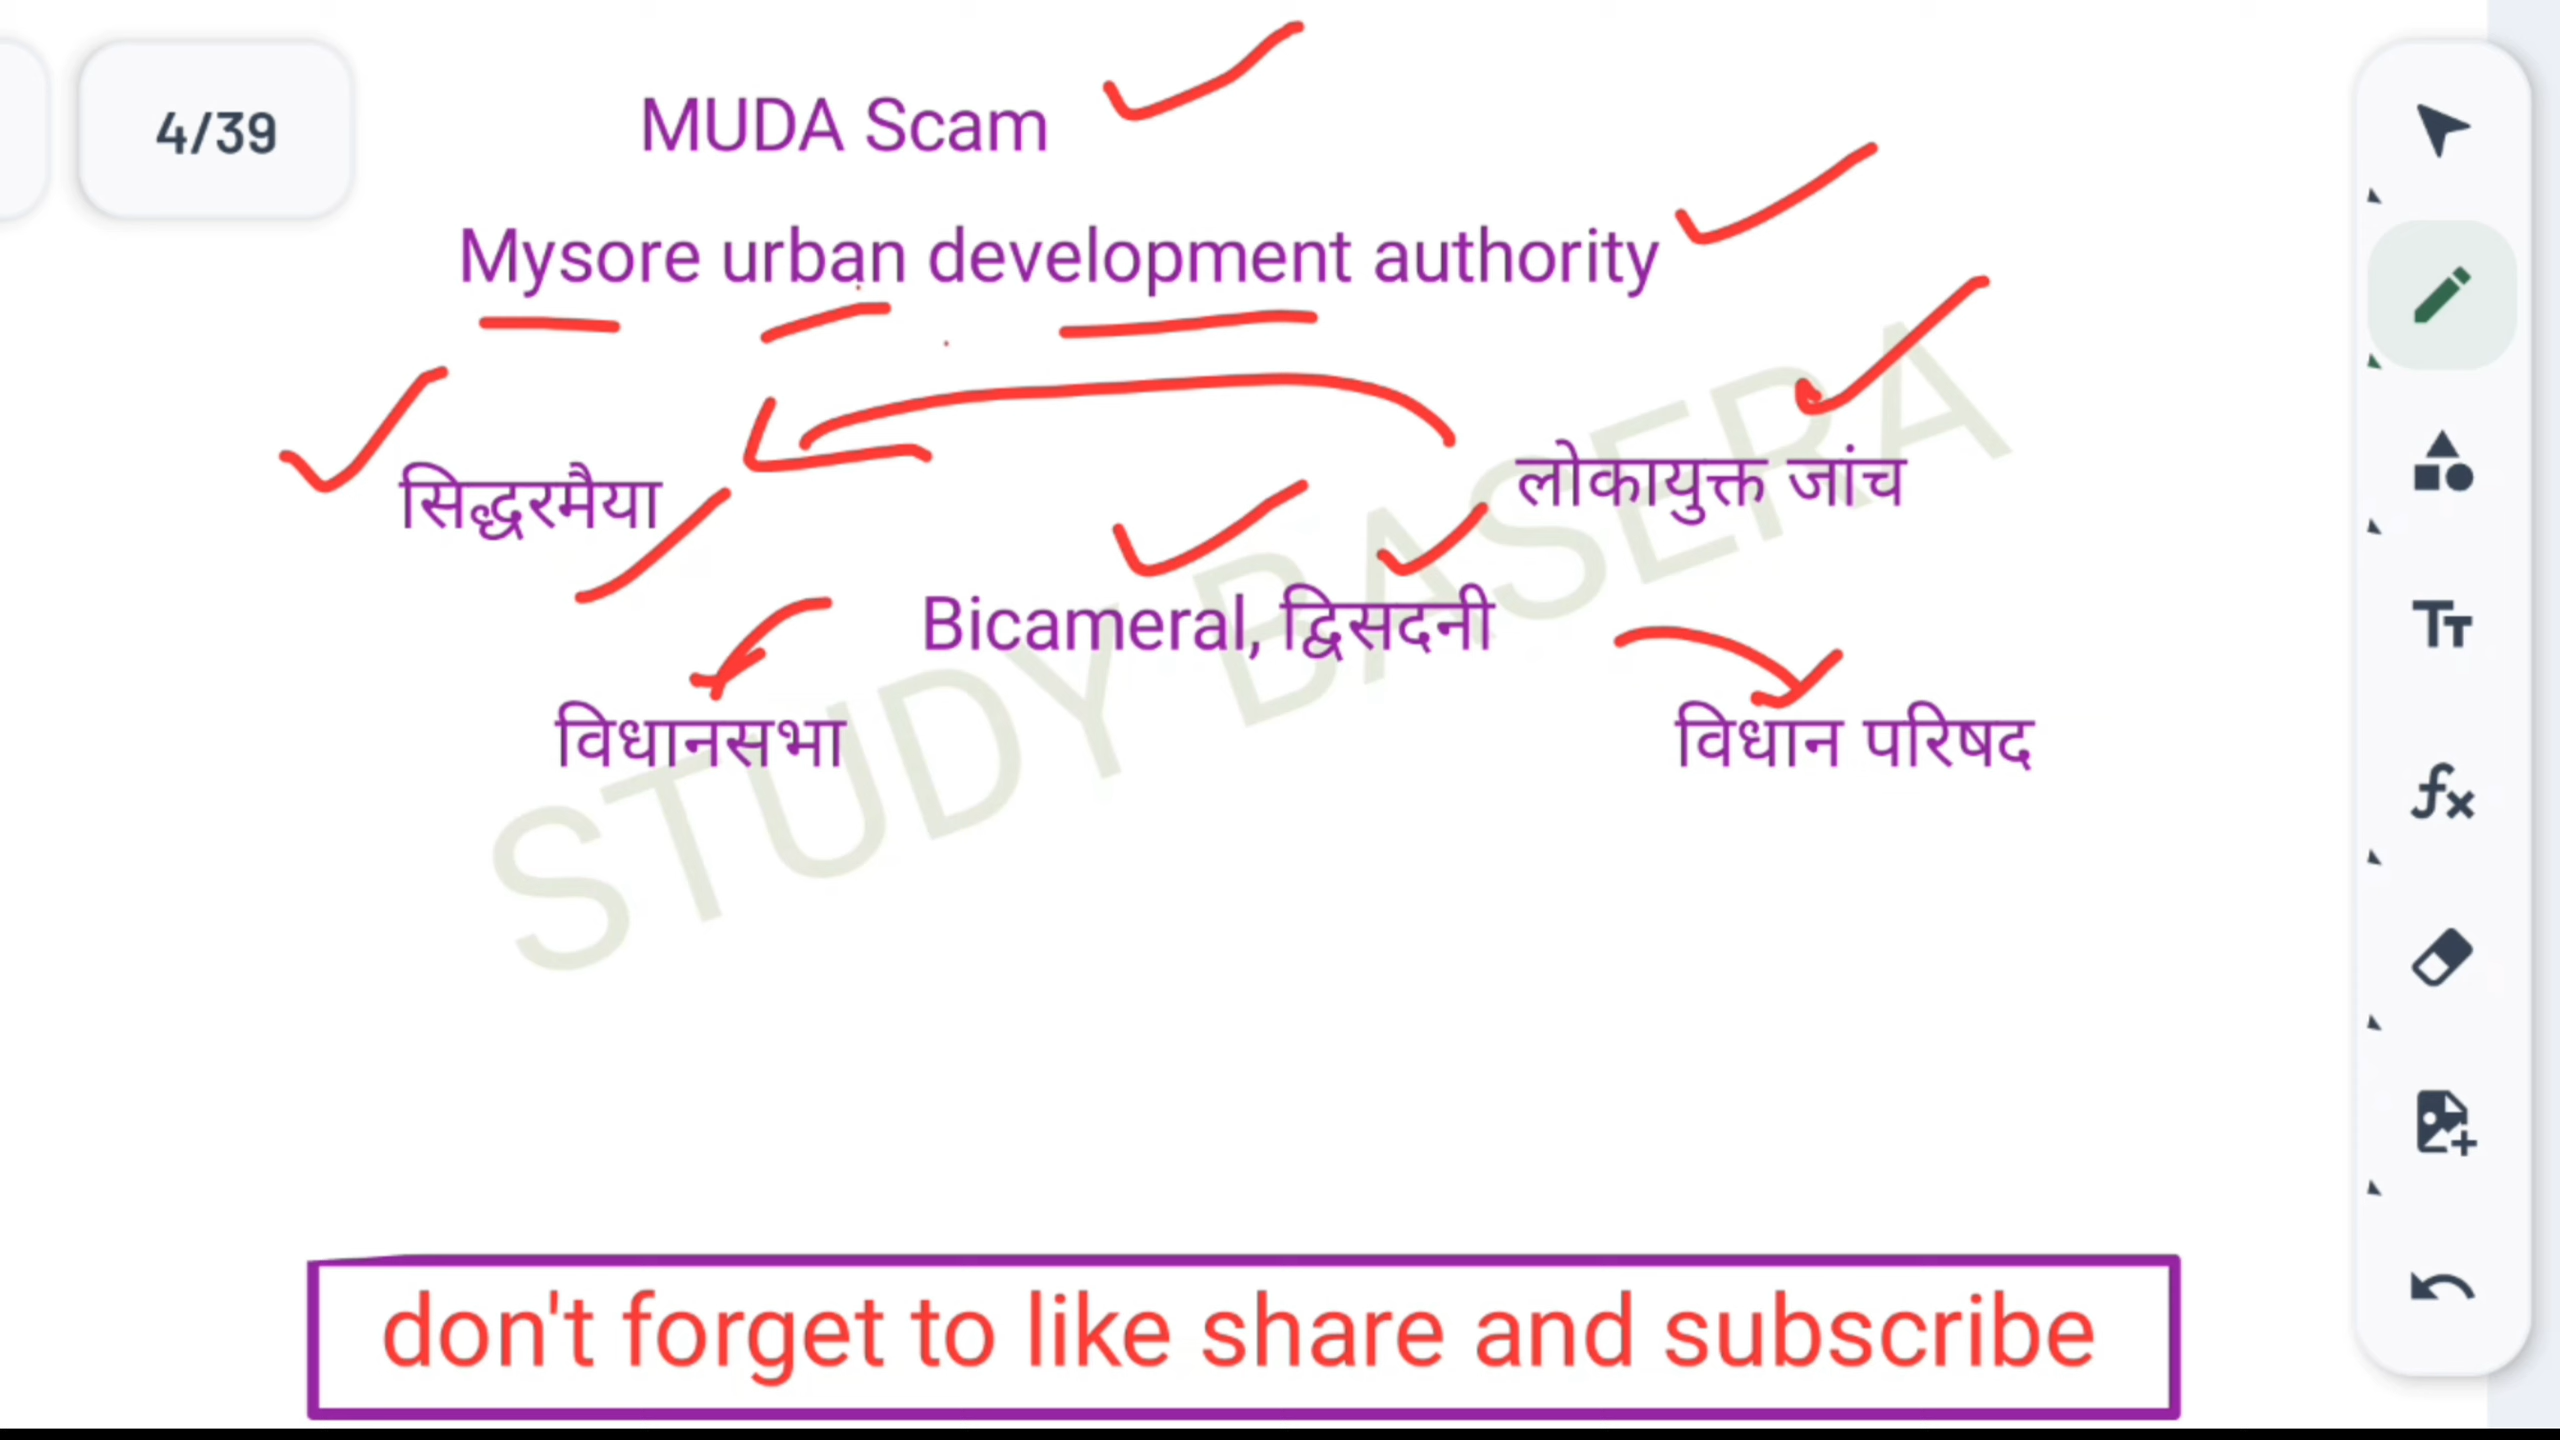 4/39
MUDA Scam
Mysore urban development authority
सिद्धरमैया
लोकायुक्त जांच
Bicameral, द्विसदनी
विधानसभा
विधान परिषद
STUDY BASERA
don't forget to like share and subscribe